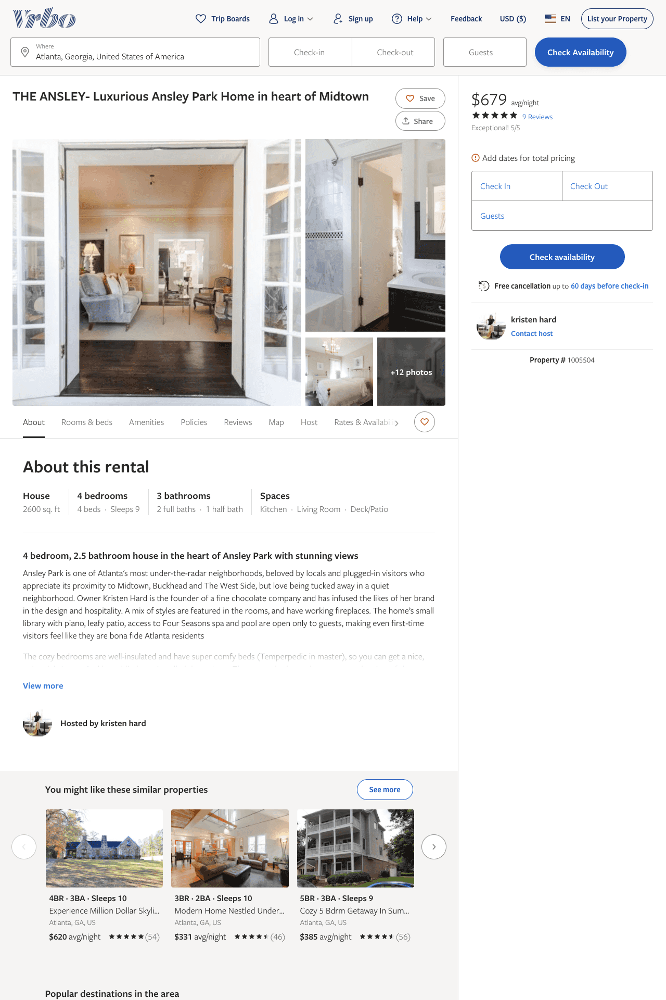 Vrbo
Trip Boards
Log in
Sign up
Help
Feedback
USD ($)
EN
List your Property
Where
Atlanta, Georgia, United States of America
Check-in
Check-out
Guests
Check Availability
THE ANSLEY- Luxurious Ansley Park Home in heart of Midtown
Save
Share
+12 photos
$679 avg/night
9 Reviews
Exceptional! 5/5
Add dates for total pricing
Check In
Check Out
Guests
Check availability
Free cancellation up to 60 days before check-in
kristen hard
Contact host
Property # 1005504
About
Rooms & beds
Amenities
Policies
Reviews
Map
Host
Rates & Availabil
About this rental
House
2600 sq. ft
4 bedrooms
4 beds · Sleeps 9
3 bathrooms
2 full baths · 1 half bath
Spaces
Kitchen · Living Room · Deck/Patio
4 bedroom, 2.5 bathroom house in the heart of Ansley Park with stunning views
Ansley Park is one of Atlanta's most under-the-radar neighborhoods, beloved by locals and plugged-in visitors who
appreciate its proximity to Midtown, Buckhead and The West Side, but love being tucked away in a quiet
neighborhood. Owner Kristen Hard is the founder of a fine chocolate company and has infused the likes of her brand
in the design and hospitality. A mix of styles are featured in the rooms, and have working fireplaces. The home's small
library with piano, leafy patio, access to Four Seasons spa and pool are open only to guests, making even first-time
visitors feel like they are bona fide Atlanta residents
The cozy bedrooms are well-insulated and have super comfy beds (Temperpedic in master), so you can get a nice,
View more
Hosted by kristen hard
You might like these similar properties
See more
4BR · 3BA · Sleeps 10
Experience Million Dollar Skyli...
Atlanta, GA, US
$620 avg/night (54)
3BR · 2BA · Sleeps 10
Modern Home Nestled Under...
Atlanta, GA, US
$331 avg/night (46)
5BR · 3BA · Sleeps 9
Cozy 5 Bdrm Getaway In Sum...
Atlanta, GA, US
$385 avg/night (56)
Popular destinations in the area